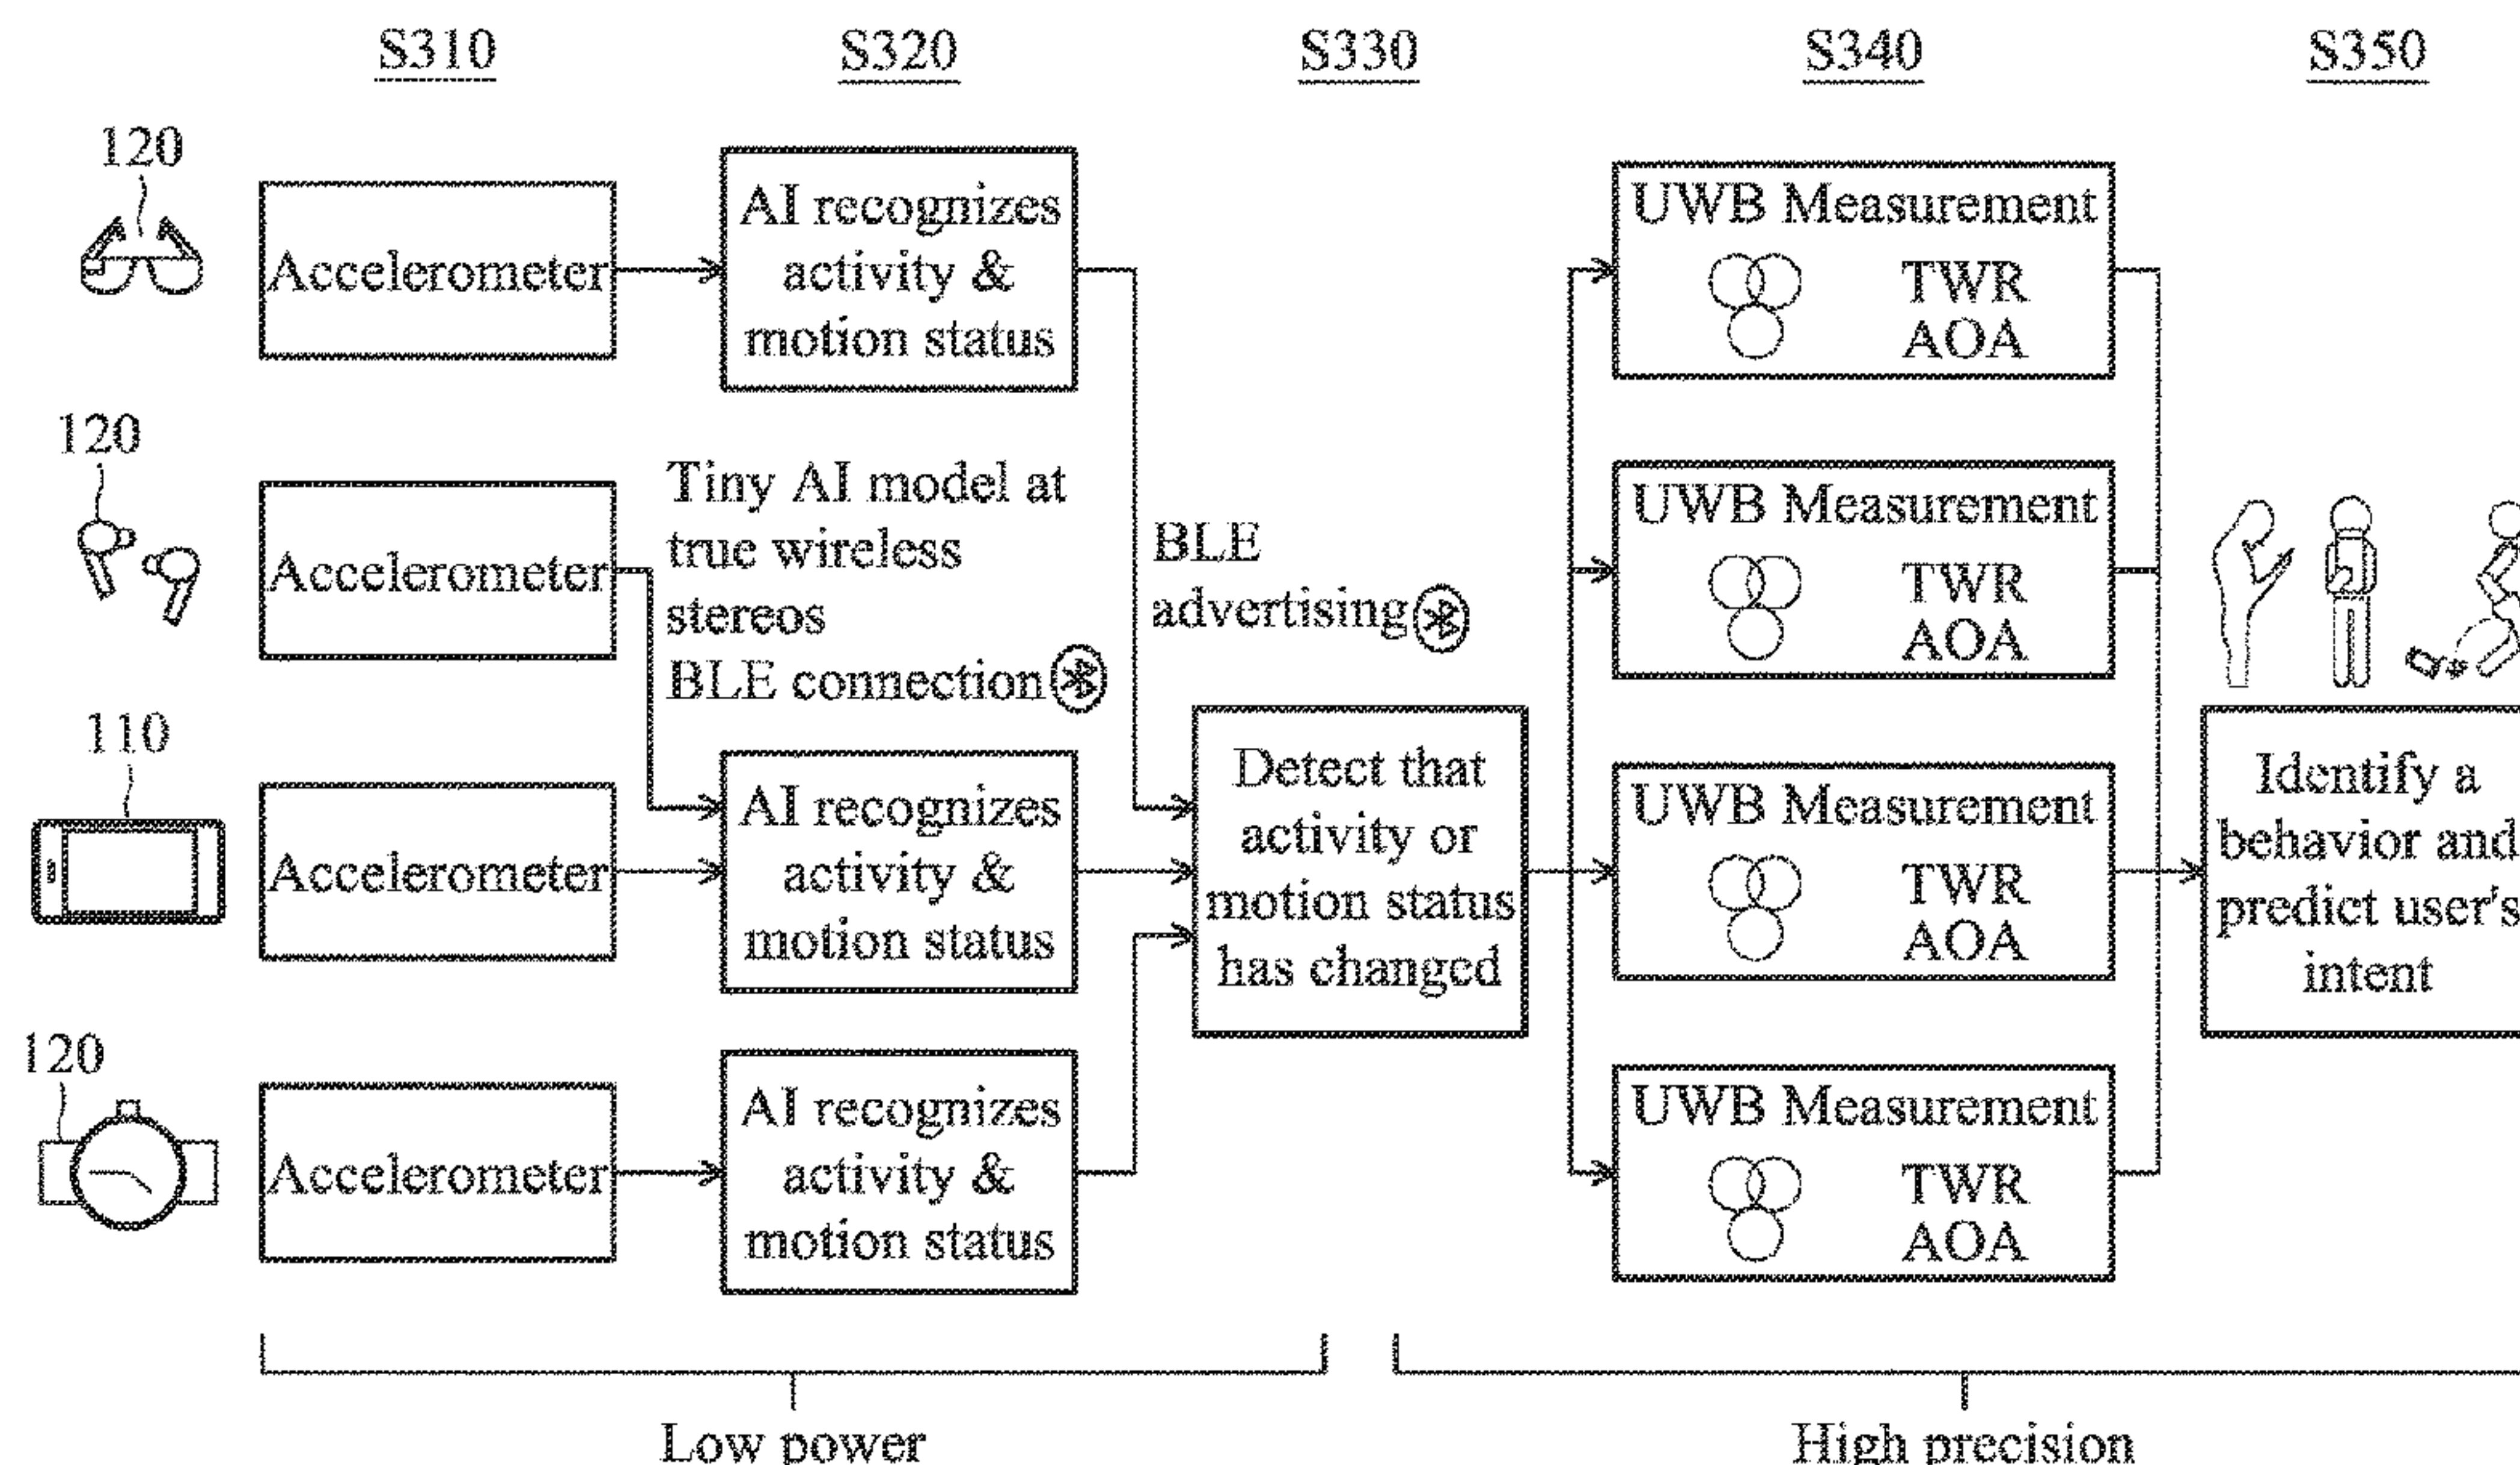 S310
S320
S330
S340
S350
120
Accelerometer
AI recognizes
activity &
motion status
UWB Measurement
TWR
AOA
120
Accelerometer
Tiny AI model at
true wireless
stereos
BLE connection
BLE
advertising
UWB Measurement
TWR
AOA
110
Accelerometer
AI recognizes
activity &
motion status
Detect that
activity or
motion status
has changed
UWB Measurement
TWR
AOA
Identify a
behavior and
predict user's
intent
120
Accelerometer
AI recognizes
activity &
motion status
UWB Measurement
TWR
AOA
Low power
High precision